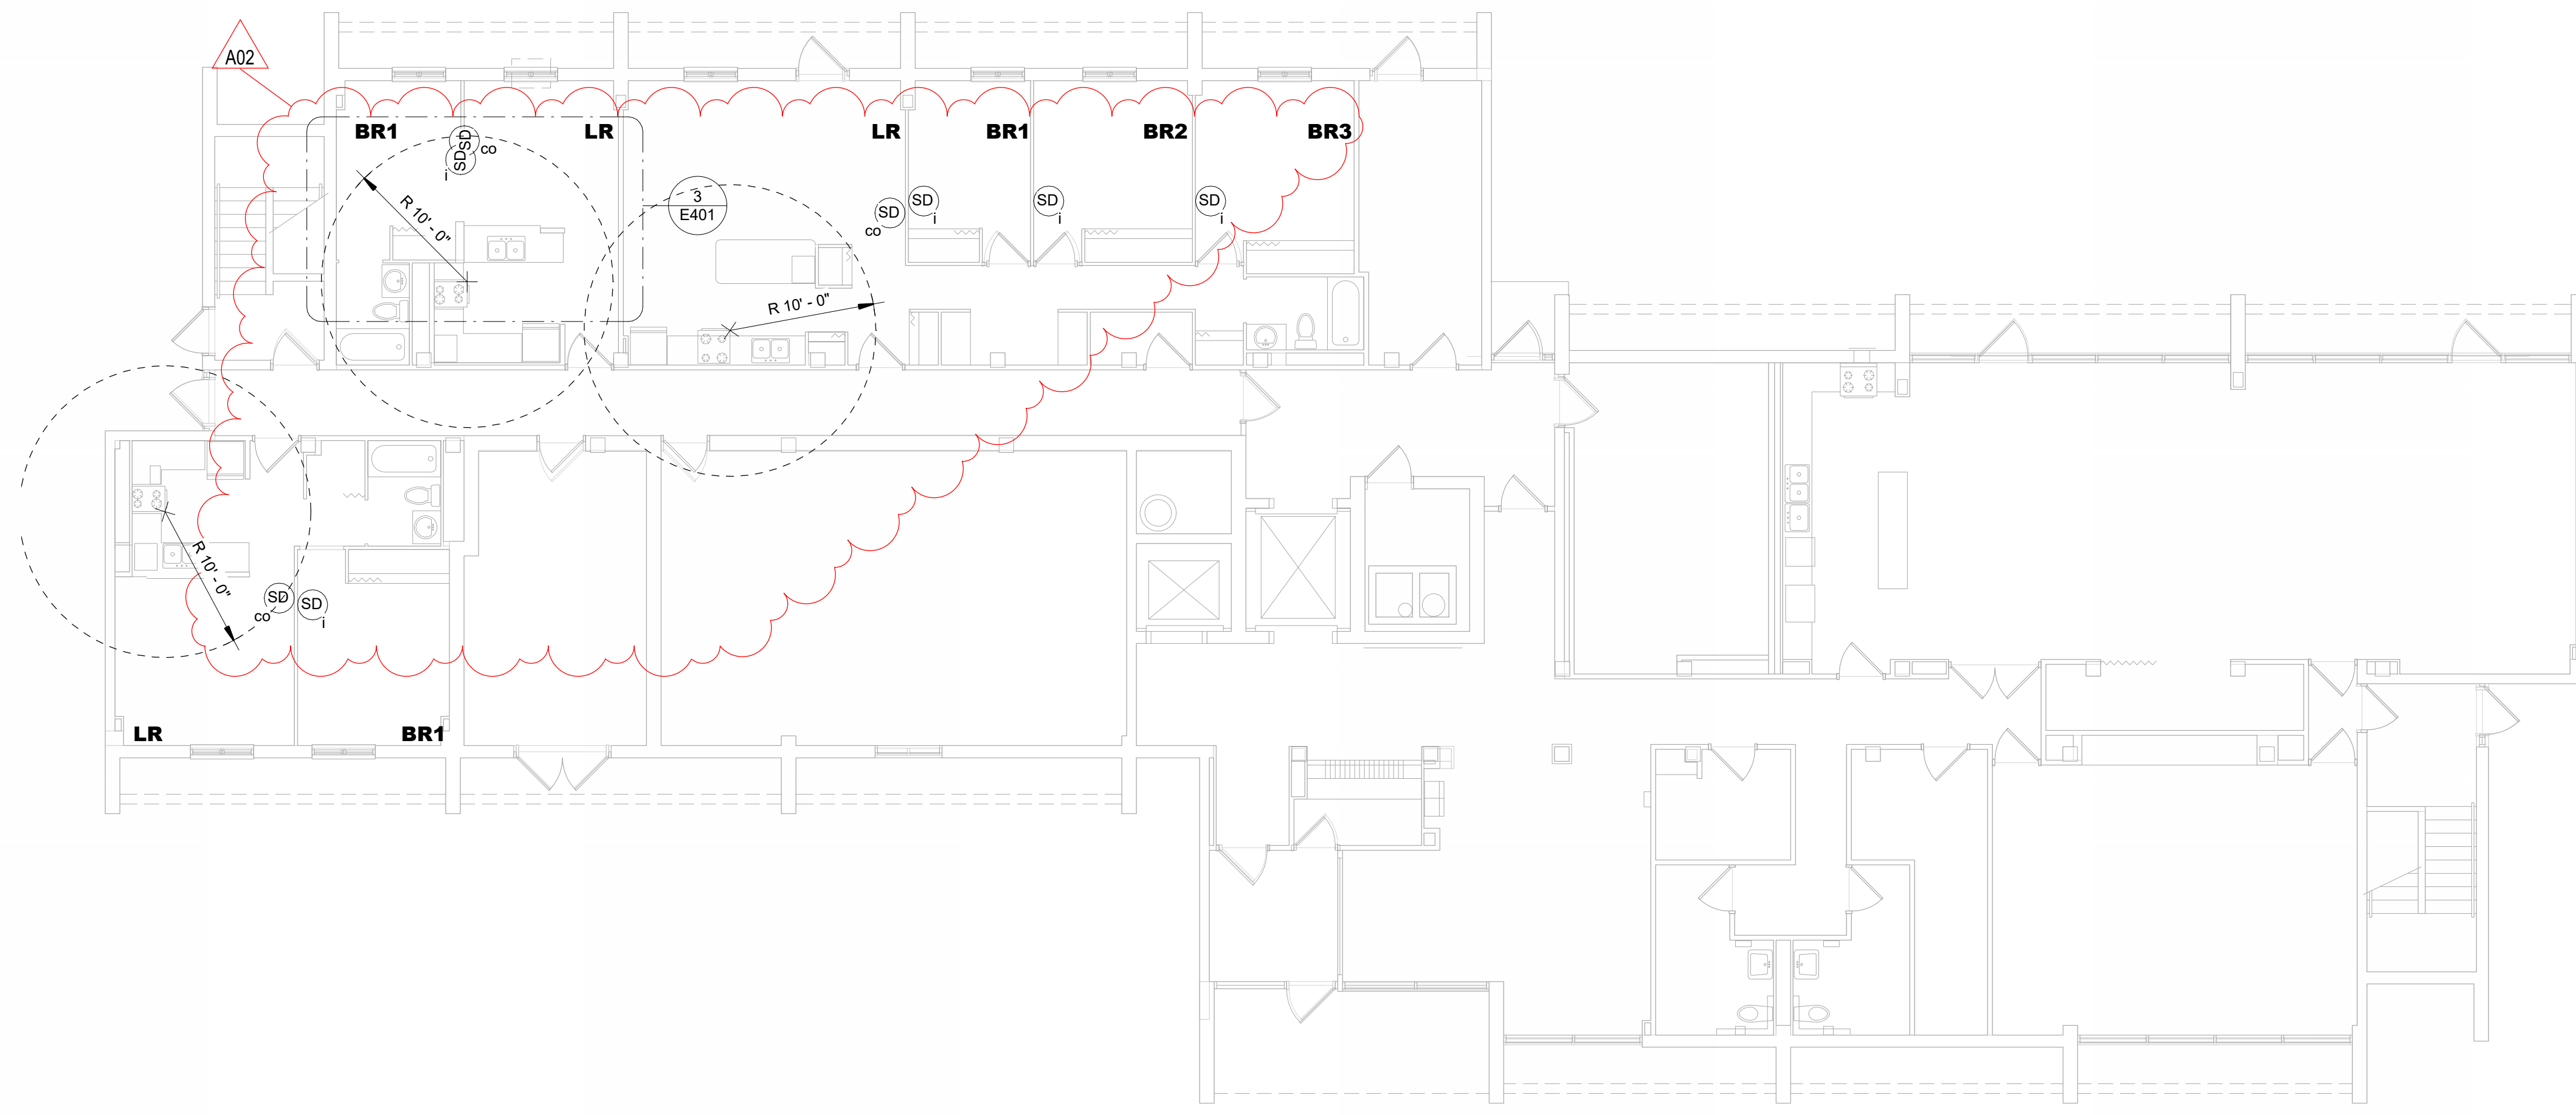 A02
BR1
LR
LR
BR1
BR2
BR3
SD
SD
co
i
R 10' - 0"
3
E401
SD
co
SD
i
SD
i
SD
i
R 10' - 0"
R 10' - 0"
SD
co
SD
i
LR
BR1